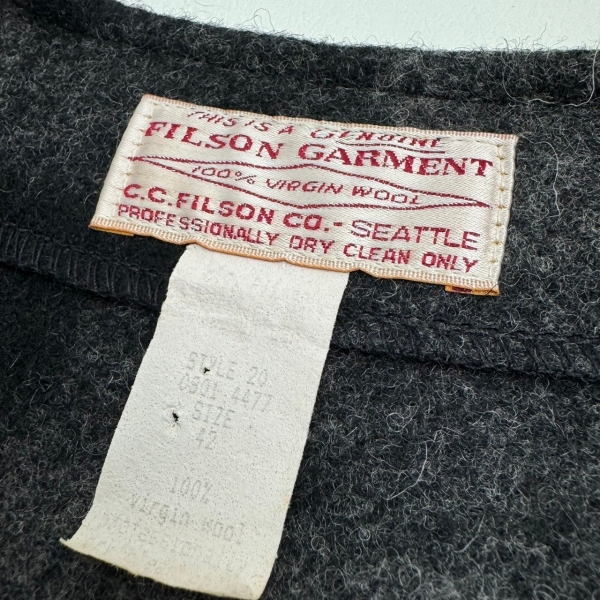 THIS IS A GENUINE
FILSON GARMENT
100% VIRGIN WOOL
C.C. FILSON CO. - SEATTLE
PROFESSIONALLY DRY CLEAN ONLY
STYLE 20
4477
SIZE
42
100%
virgin wool